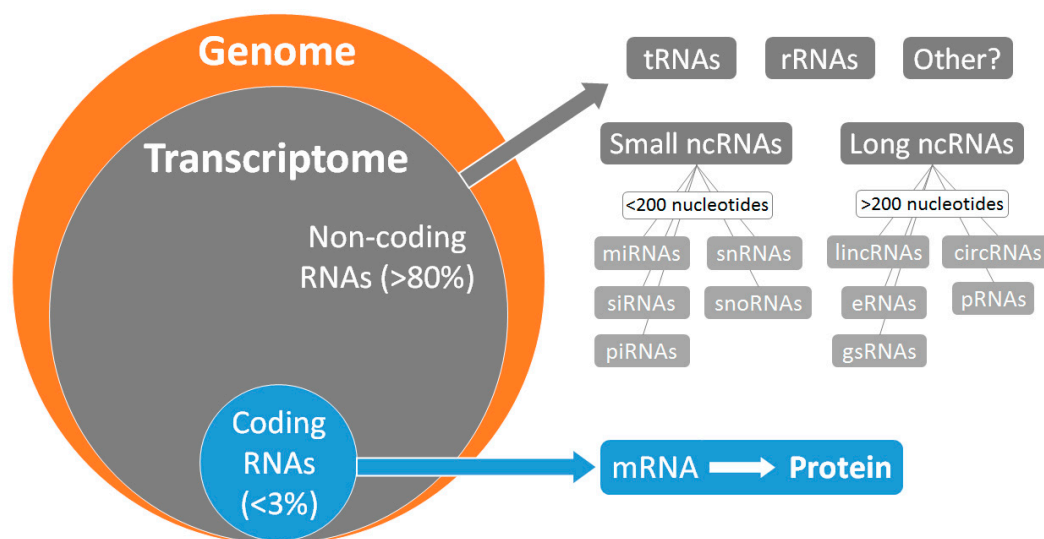 Genome
Transcriptome
Non-coding
RNAs (>80%)
Coding
RNAs
(<3%)
tRNAs
rRNAs
Other?
Small ncRNAs
<200 nucleotides
miRNAs
snRNAs
siRNAs
snoRNAs
piRNAs
Long ncRNAs
>200 nucleotides
lincRNAs
circRNAs
eRNAs
pRNAs
gsRNAs
mRNA
Protein